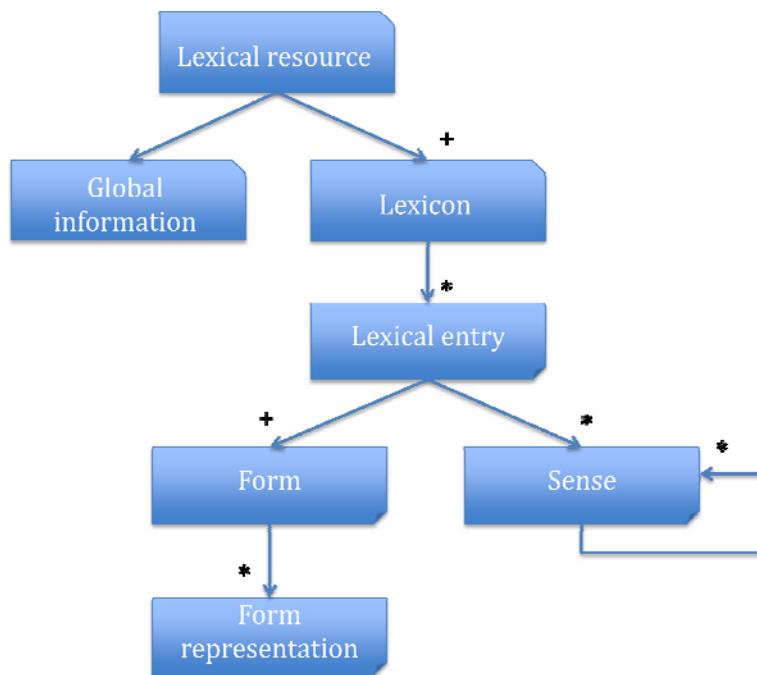 Lexical resource
+
Global
information
Lexicon
*
Lexical entry
+
*
*
Form
Sense
*
Form
representation